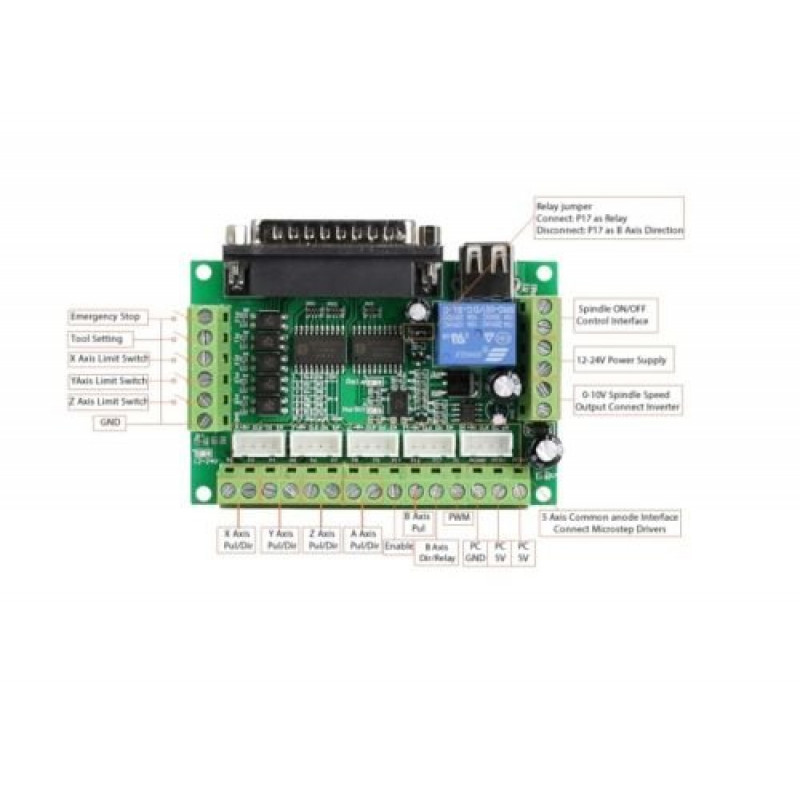 Relay jumper
Connect: P17 as Relay
Disconnect: P17 as B Axis Direction
Emergency Stop
Tool Setting
X Axis Limit Switch
YAxis Limit Switch
Z Axis Limit Switch
GND
Spindle ON/OFF
Control Interface
12-24V Power Supply
0-10V Spindle Speed
Output Connect Inverter
X Axis
Pul/Dir
Y Axis
Pul/Dir
Z Axis
Pul/Dir
A Axis
Pul/Dir
Enable
B Axis
Pul
B Axis
Dir/Relay
PWM
PC
GND
PC
5V
PC
5V
5 Axis Common anode Interface
Connect Microstep Drivers